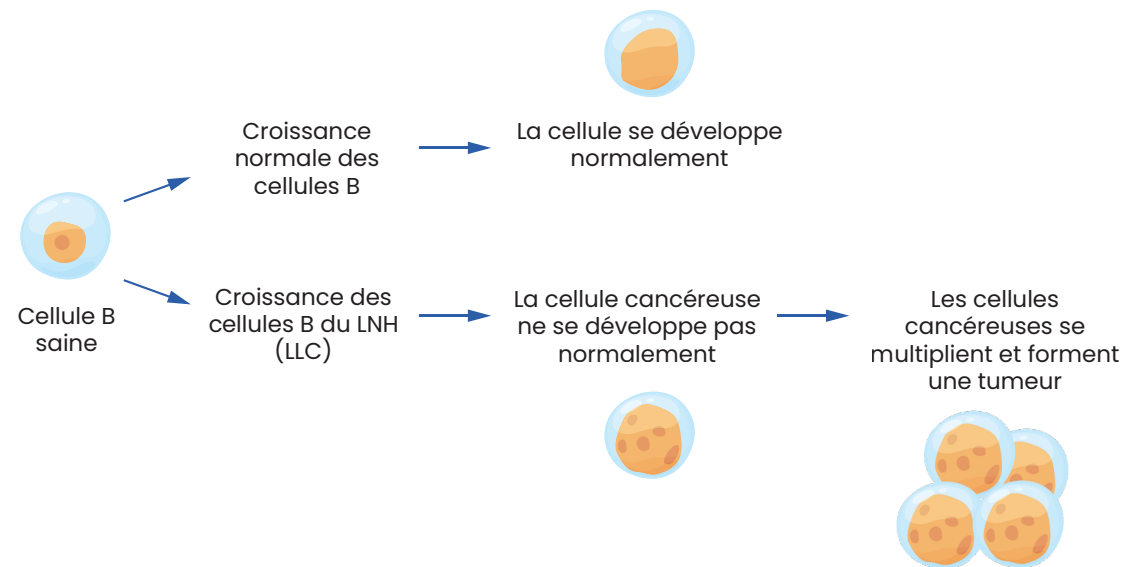 Cellule B
saine
Croissance
normale des
cellules B
La cellule se développe
normalement
Croissance des
cellules B du LNH
(LLC)
La cellule cancéreuse
ne se développe pas
normalement
Les cellules
cancéreuses se
multiplient et forment
une tumeur